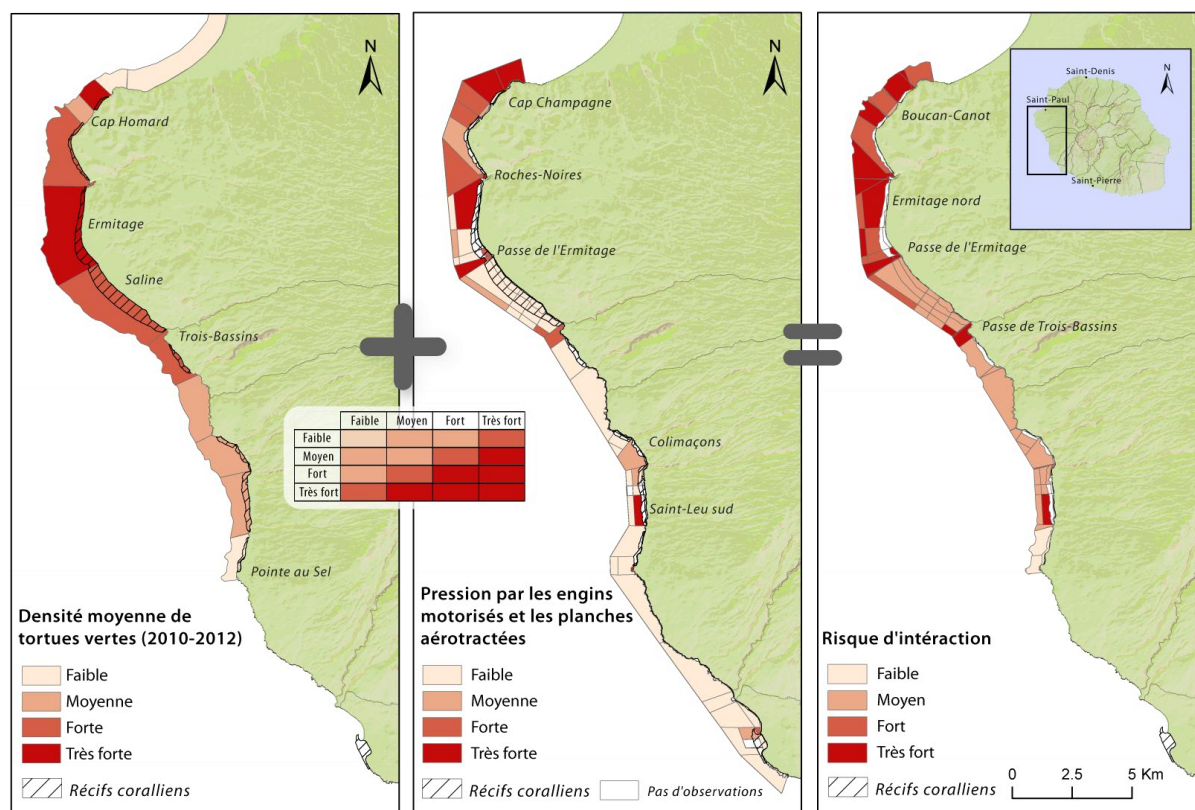 N
Cap Homard
Ermitage
Saline
Trois-Bassins
Pointe au Sel
Densité moyenne de
tortues vertes (2010-2012)
Faible
Moyenne
Forte
Très forte
Récifs coralliens
Faible Moyen Fort Très fort
Faible
Moyen
Fort
Très fort
N
Cap Champagne
Roches-Noires
Passe de l'Ermitage
Colimaçons
Saint-Leu sud
Pression par les engins
motorisés et les planches
aérotractées
Faible
Moyenne
Forte
Très forte
Récifs coralliens
Pas d'observations
N
Saint-Denis
Saint-Paul
Saint-Pierre
Boucan-Canot
Ermitage nord
Passe de l'Ermitage
Passe de Trois-Bassins
Risque d'intéraction
Faible
Moyen
Fort
Très fort
Récifs coralliens
0 2.5 5 Km